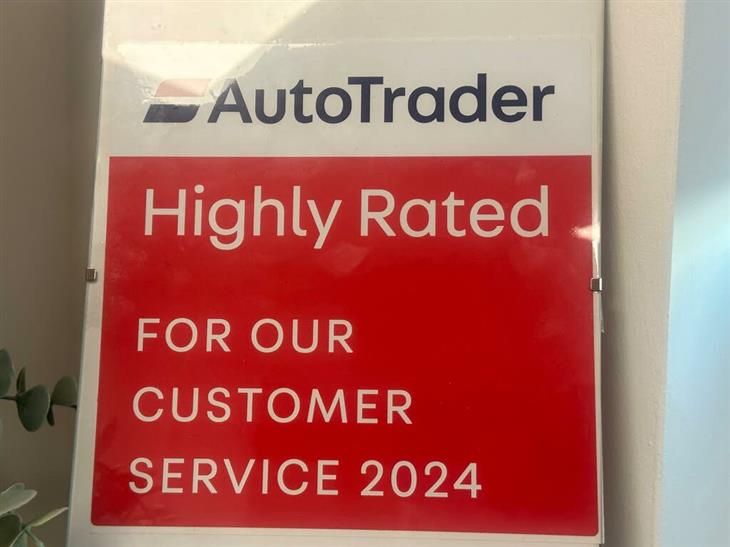 AutoTrader
Highly Rated
FOR OUR
CUSTOMER
SERVICE 2024